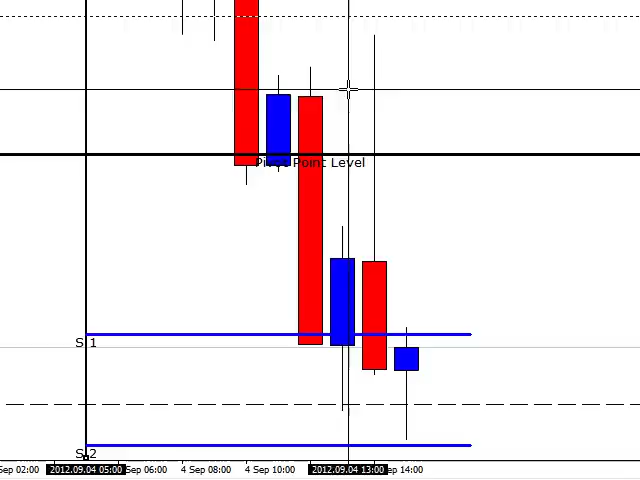 Pivot Point Level
S 1
S 2
Sep 02:00 2012.09.04 05:00 Sep 06:00 4 Sep 08:00 4 Sep 10:00 2012.09.04 13:00 ep 14:00